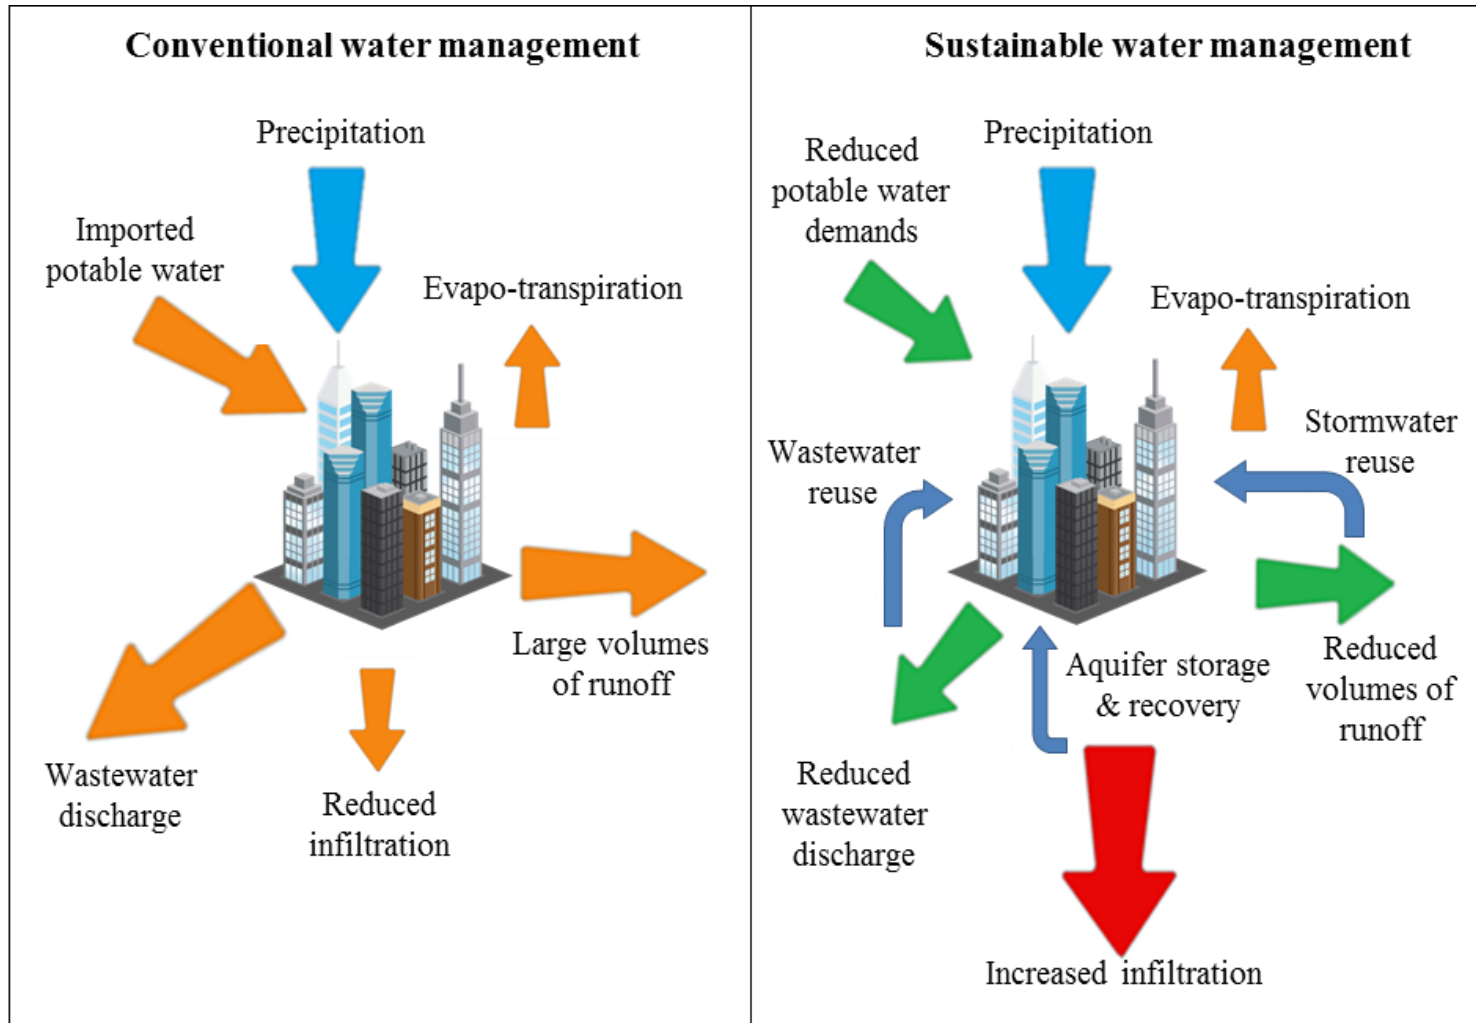 Conventional water management
Precipitation
Imported
potable water
Evapo-transpiration
Large volumes
of runoff
Wastewater
discharge
Reduced
infiltration
Sustainable water management
Precipitation
Reduced
potable water
demands
Evapo-transpiration
Stormwater
reuse
Wastewater
reuse
Aquifer storage
& recovery
Reduced
volumes of
runoff
Reduced
wastewater
discharge
Increased infiltration